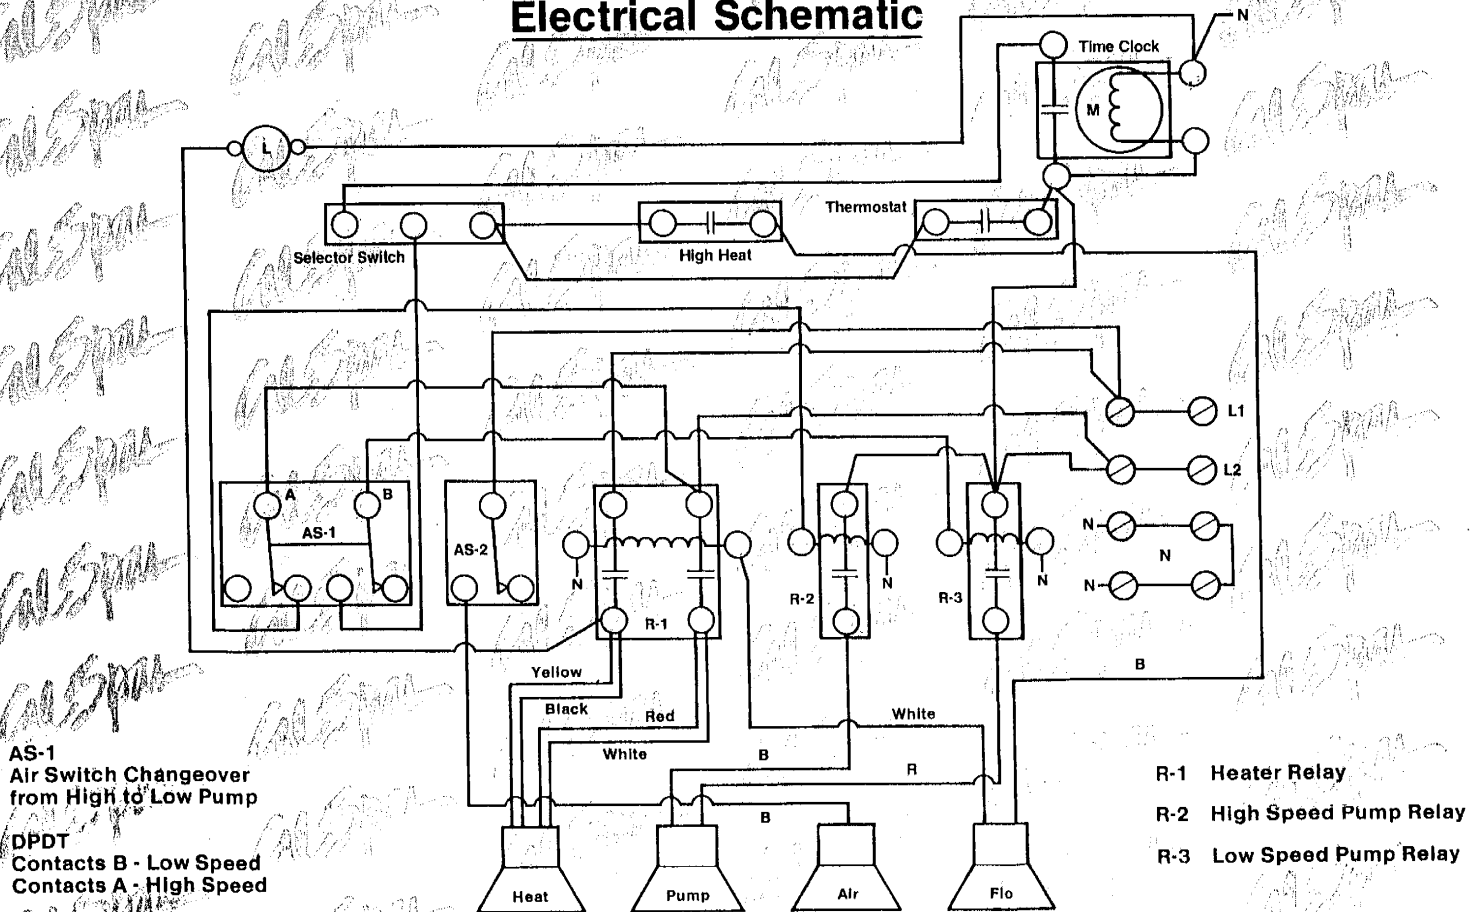 Electrical Schematic
N
Time Clock
M
L
Thermostat
Selector Switch
High Heat
L1
L2
A
B
AS-1
AS-2
N
N
N
N
N
N
R-2
R-3
R-1
B
Yellow
Black
Red
White
White
B
R
B
AS-1
Air Switch Changeover
from High to Low Pump
DPDT
Contacts B - Low Speed
Contacts A - High Speed
R-1 Heater Relay
R-2 High Speed Pump Relay
R-3 Low Speed Pump Relay
Heat
Pump
Air
Flo
Cal Spas